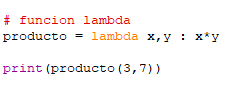 # funcion lambda
producto = lambda x,y : x*y
print(producto(3,7))